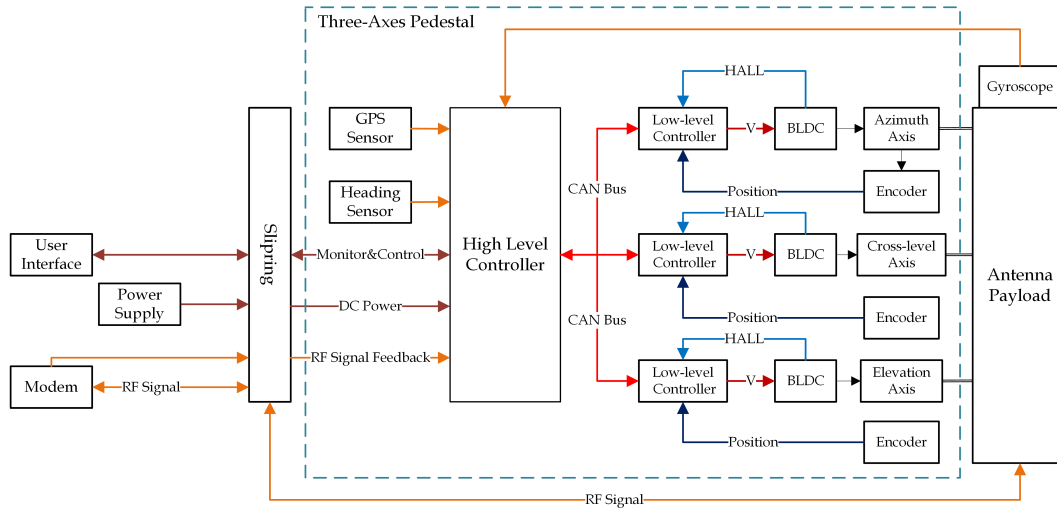 Three-Axes Pedestal
Gyroscope
HALL
GPS
Sensor
Low-level
Controller
V
BLDC
Azimuth
Axis
Heading
Sensor
CAN Bus
Position
Encoder
HALL
User
Interface
Slipring
Monitor&Control
High Level
Controller
Low-level
Controller
V
BLDC
Cross-level
Axis
Antenna
Payload
Power
Supply
DC Power
CAN Bus
Position
Encoder
HALL
Modem
RF Signal
RF Signal Feedback
Low-level
Controller
V
BLDC
Elevation
Axis
Position
Encoder
RF Signal